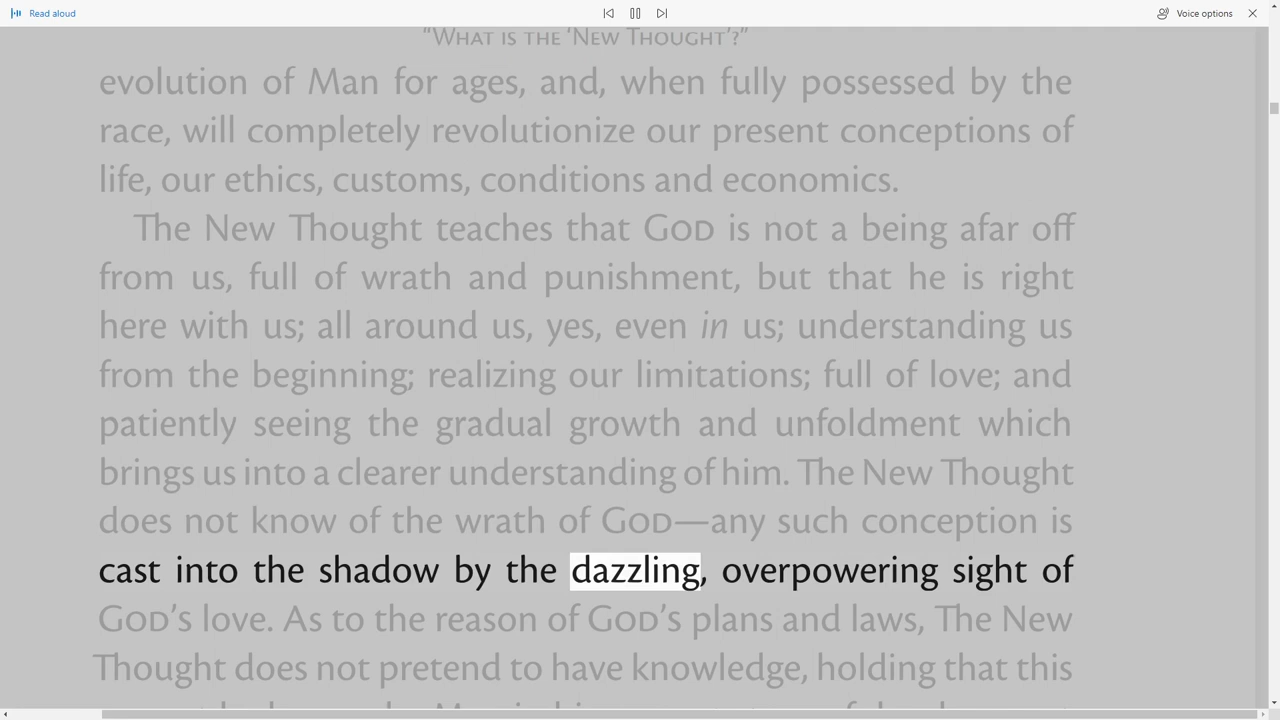 Read aloud
Voice options
“What is the ‘New Thought’?”
evolution of Man for ages, and, when fully possessed by the
race, will completely revolutionize our present conceptions of
life, our ethics, customs, conditions and economics.
The New Thought teaches that God is not a being afar off
from us, full of wrath and punishment, but that he is right
here with us; all around us, yes, even in us; understanding us
from the beginning; realizing our limitations; full of love; and
patiently seeing the gradual growth and unfoldment which
brings us into a clearer understanding of him. The New Thought
does not know of the wrath of God—any such conception is
cast into the shadow by the dazzling, overpowering sight of
God’s love. As to the reason of God’s plans and laws, The New
Thought does not pretend to have knowledge, holding that this